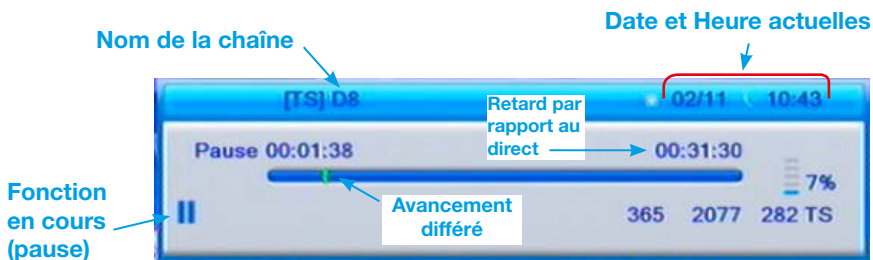 Date et Heure actuelles
Nom de la chaîne
[TS] D8
02/11
10:43
Retard par
rapport au
direct
Pause 00:01:38
00:31:30
7%
Fonction
en cours
(pause)
Avancement
différé
365 2077 282 TS